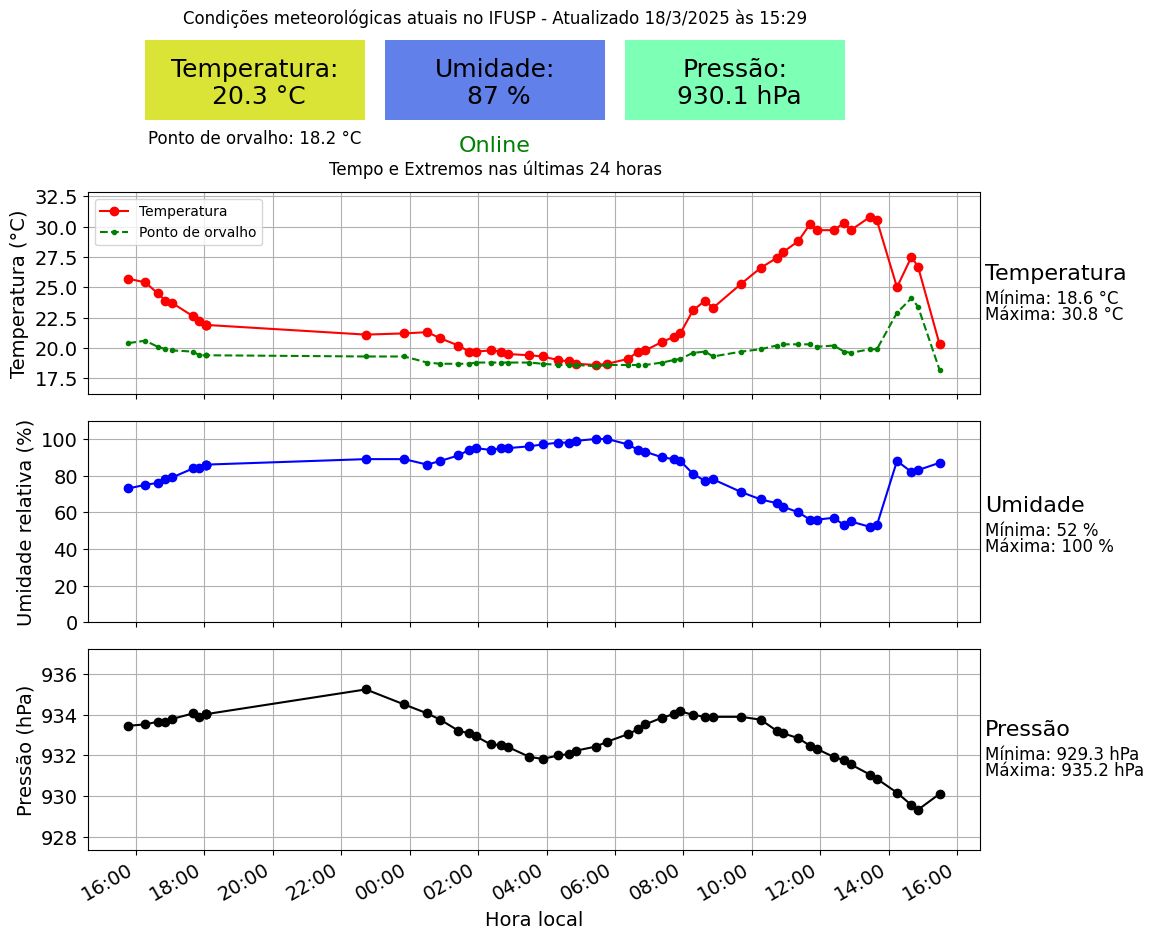 Condições meteorológicas atuais no IFUSP - Atualizado 18/3/2025 às 15:29
Temperatura:
20.3 °C
Umidade:
87 %
Pressão:
930.1 hPa
Ponto de orvalho: 18.2 °C
Online
Tempo e Extremos nas últimas 24 horas
Temperatura (°C)
32.5
30.0
27.5
25.0
22.5
20.0
17.5
Temperatura
Ponto de orvalho
Temperatura
Mínima: 18.6 °C
Máxima: 30.8 °C
Umidade relativa (%)
100
80
60
40
20
0
Umidade
Mínima: 52 %
Máxima: 100 %
Pressão (hPa)
936
934
932
930
928
Pressão
Mínima: 929.3 hPa
Máxima: 935.2 hPa
16:00 18:00 20:00 22:00 00:00 02:00 04:00 06:00 08:00 10:00 12:00 14:00 16:00
Hora local